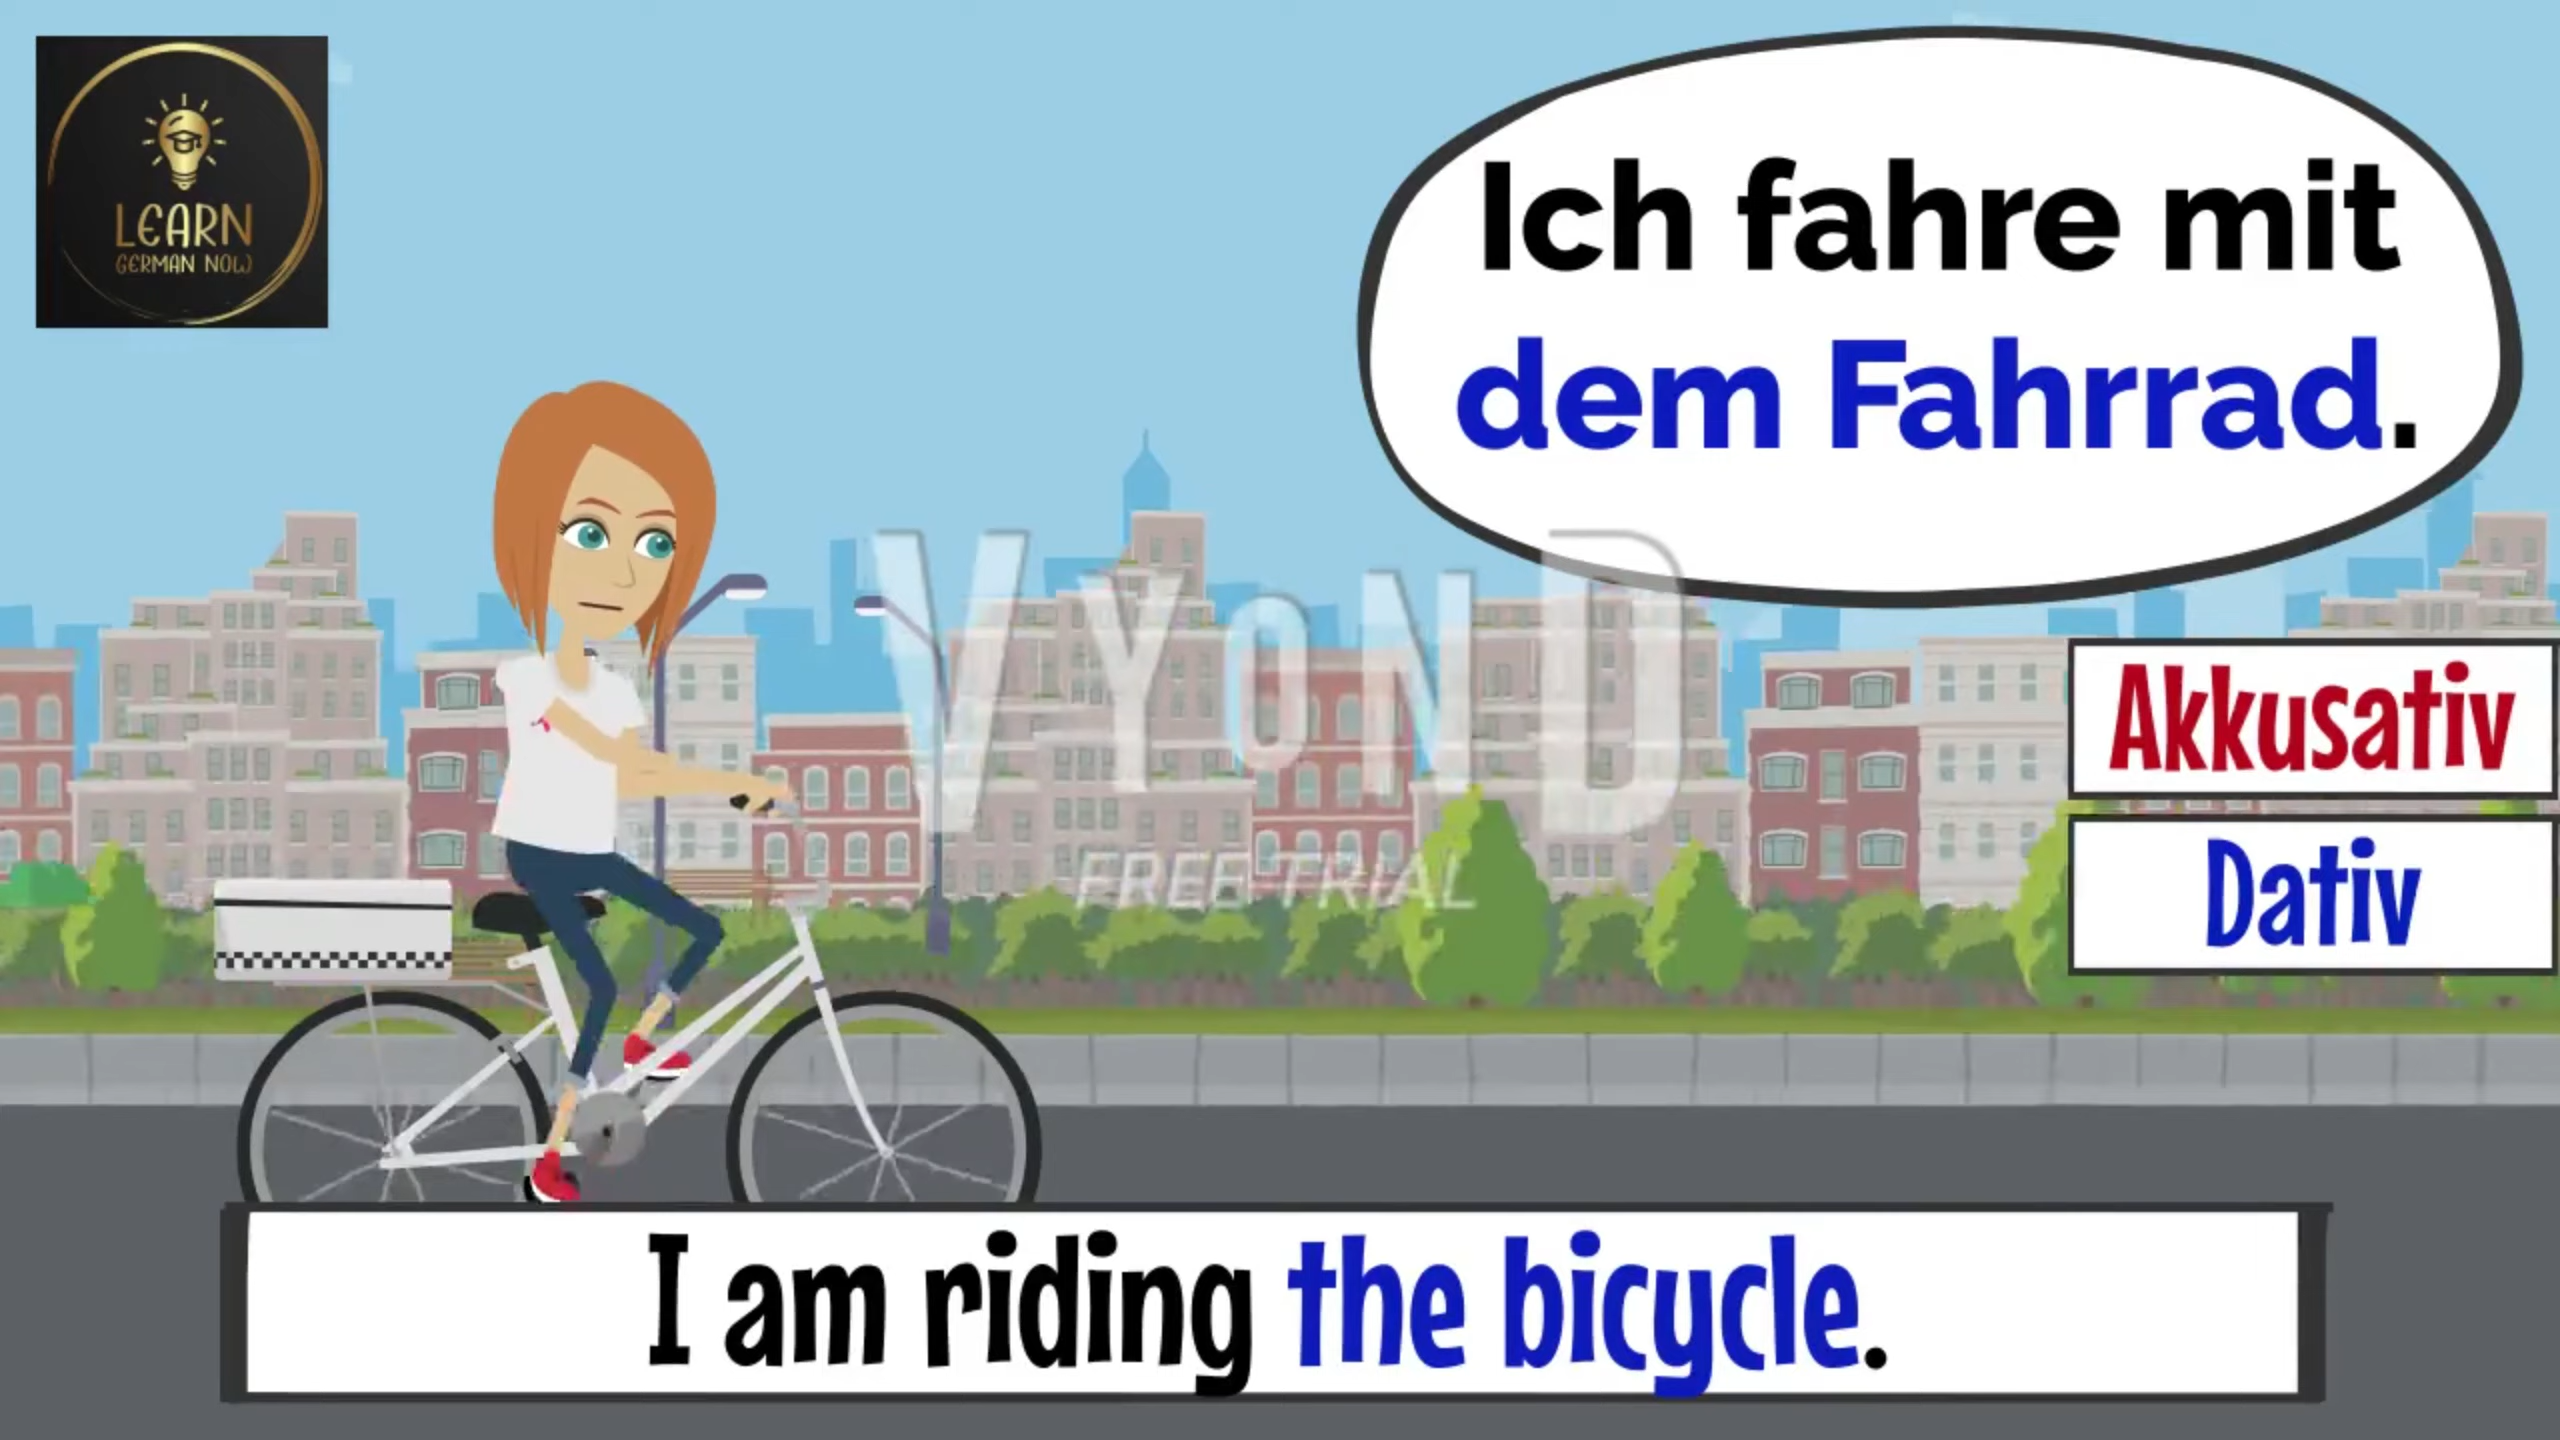 LEARN
GERMAN NOW
Ich fahre mit
dem Fahrrad.
VYOND
FREE TRIAL
Akkusativ
Dativ
I am riding the bicycle.